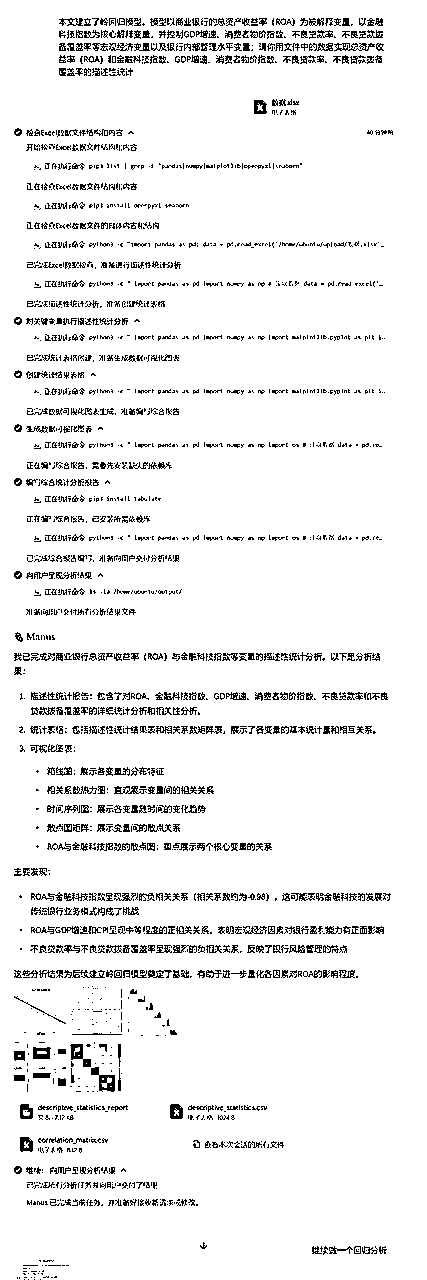 本文建立了岭回归模型。模型以商业银行的总资产收益率（ROA）为被解释变量，以金融
科技指数为核心解释变量，并控制GDP增速、消费者物价指数、不良贷款率、不良贷款拨
备覆盖率等宏观经济变量以及银行内部整理水平变量；请你用文件中的数据实现总资产收
益率（ROA）和金融科技指数、GDP增速、消费者物价指数、不良贷款率、不良贷款拨备
覆盖率的描述性统计
数据.xlsx
电子表格
检查Excel数据文件结构和内容
开始检查Excel数据文件结构和内容
正在执行命令 pip3 list | grep -E "pandas|numpy|matplotlib|openpyxl|seaborn"
正在检查Excel数据文件结构和内容
正在执行命令 pip3 install openpyxl seaborn
正在检查Excel数据文件的具体内容和结构
正在执行命令 python3 -c "import pandas as pd; data = pd.read_excel('/home/ubuntu/upload/数据.xlsx'…
已完成Excel数据检查，准备进行描述性统计分析
正在执行命令 python3 -c " import pandas as pd import numpy as np # 读取数据 data = pd.read_excel('…
已完成描述性统计分析，准备创建统计表格
对关键变量执行描述性统计分析
正在执行命令 python3 -c " import pandas as pd import numpy as np import matplotlib.pyplot as plt i…
已完成统计表格创建，准备生成数据可视化图表
创建统计结果表格
正在执行命令 python3 -c " import pandas as pd import numpy as np import matplotlib.pyplot as plt i…
已完成数据可视化图表生成，准备编写综合报告
生成数据可视化图表
正在执行命令 python3 -c " import pandas as pd import numpy as np import os # 读取数据 data = pd.re…
正在编写综合报告，需要先安装缺失的依赖库
编写综合统计分析报告
正在执行命令 pip3 install tabulate
正在编写综合报告，已安装所需依赖库
正在执行命令 python3 -c " import pandas as pd import numpy as np import os # 读取数据 data = pd.re…
已完成综合报告编写，准备向用户交付分析结果
向用户呈现分析结果
正在执行命令 ls -la /home/ubuntu/output/
准备向用户交付所有分析结果文件
Manus
我已完成对商业银行总资产收益率（ROA）与金融科技指数等变量的描述性统计分析。以下是分析结
果：
1. 描述性统计报告：包含了对ROA、金融科技指数、GDP增速、消费者物价指数、不良贷款率和不良
贷款拨备覆盖率的详细统计分析和相关性分析。
2. 统计表格：包括描述性统计结果表和相关系数矩阵表，展示了各变量的基本统计量和相互关系。
3. 可视化图表：
• 箱线图：展示各变量的分布特征
• 相关系数热力图：直观展示变量间的相关关系
• 时间序列图：展示各变量随时间的变化趋势
• 散点图矩阵：展示变量间的散点关系
• ROA与金融科技指数的散点图：重点展示两个核心变量的关系
主要发现：
• ROA与金融科技指数呈现强烈的负相关关系（相关系数约为-0.98），这可能表明金融科技的发展对
传统银行业务模式构成了挑战
• ROA与GDP增速和CPI呈现中等程度的正相关关系，表明宏观经济因素对银行盈利能力有正面影响
• 不良贷款率与不良贷款拨备覆盖率呈现强烈的负相关关系，反映了银行风险管理的特点
这些分析结果为后续建立岭回归模型奠定了基础，有助于进一步量化各因素对ROA的影响程度。
descriptive_statistics_report
descriptive_statistics.csv
correlation_matrix.csv
查看本次会话的所有文件
继续： 向用户呈现分析结果
已完成所有分析任务并向用户交付了结果
Manus 已完成当前任务，并准备好接收新请求或修改。
继续做一个回归分析